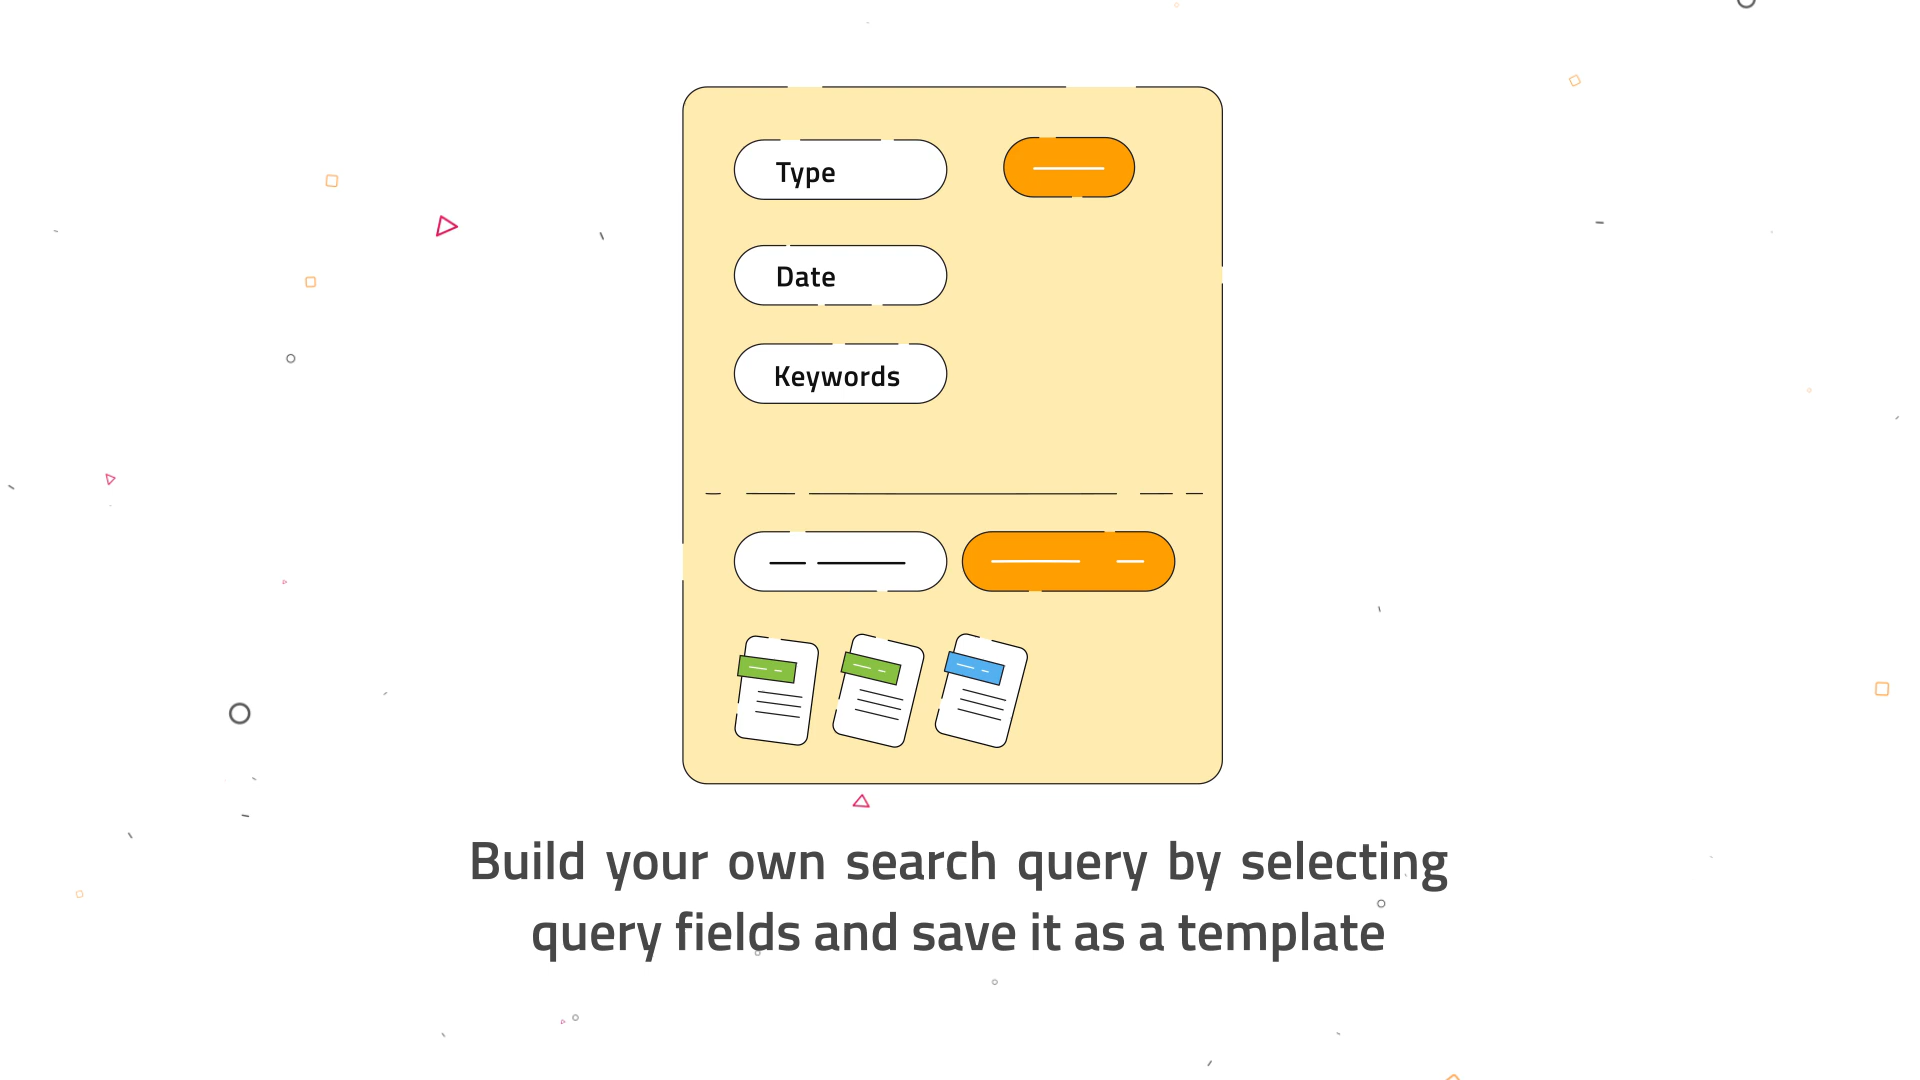 Type
Date
Keywords
Build your own search query by selecting
query fields and save it as a template